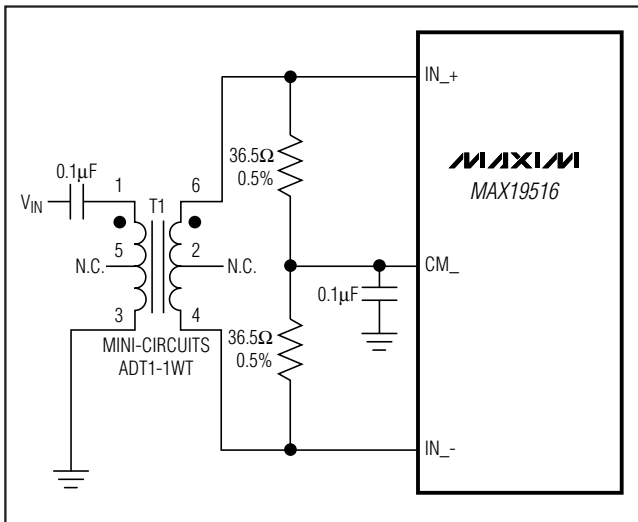 IN_+
36.5Ω
0.5%
MAXIM
MAX19516
0.1μF
1
6
T1
VIN
5
2
N.C.
N.C.
CM_
0.1μF
3
4
36.5Ω
0.5%
MINI-CIRCUITS
ADT1-1WT
IN_-